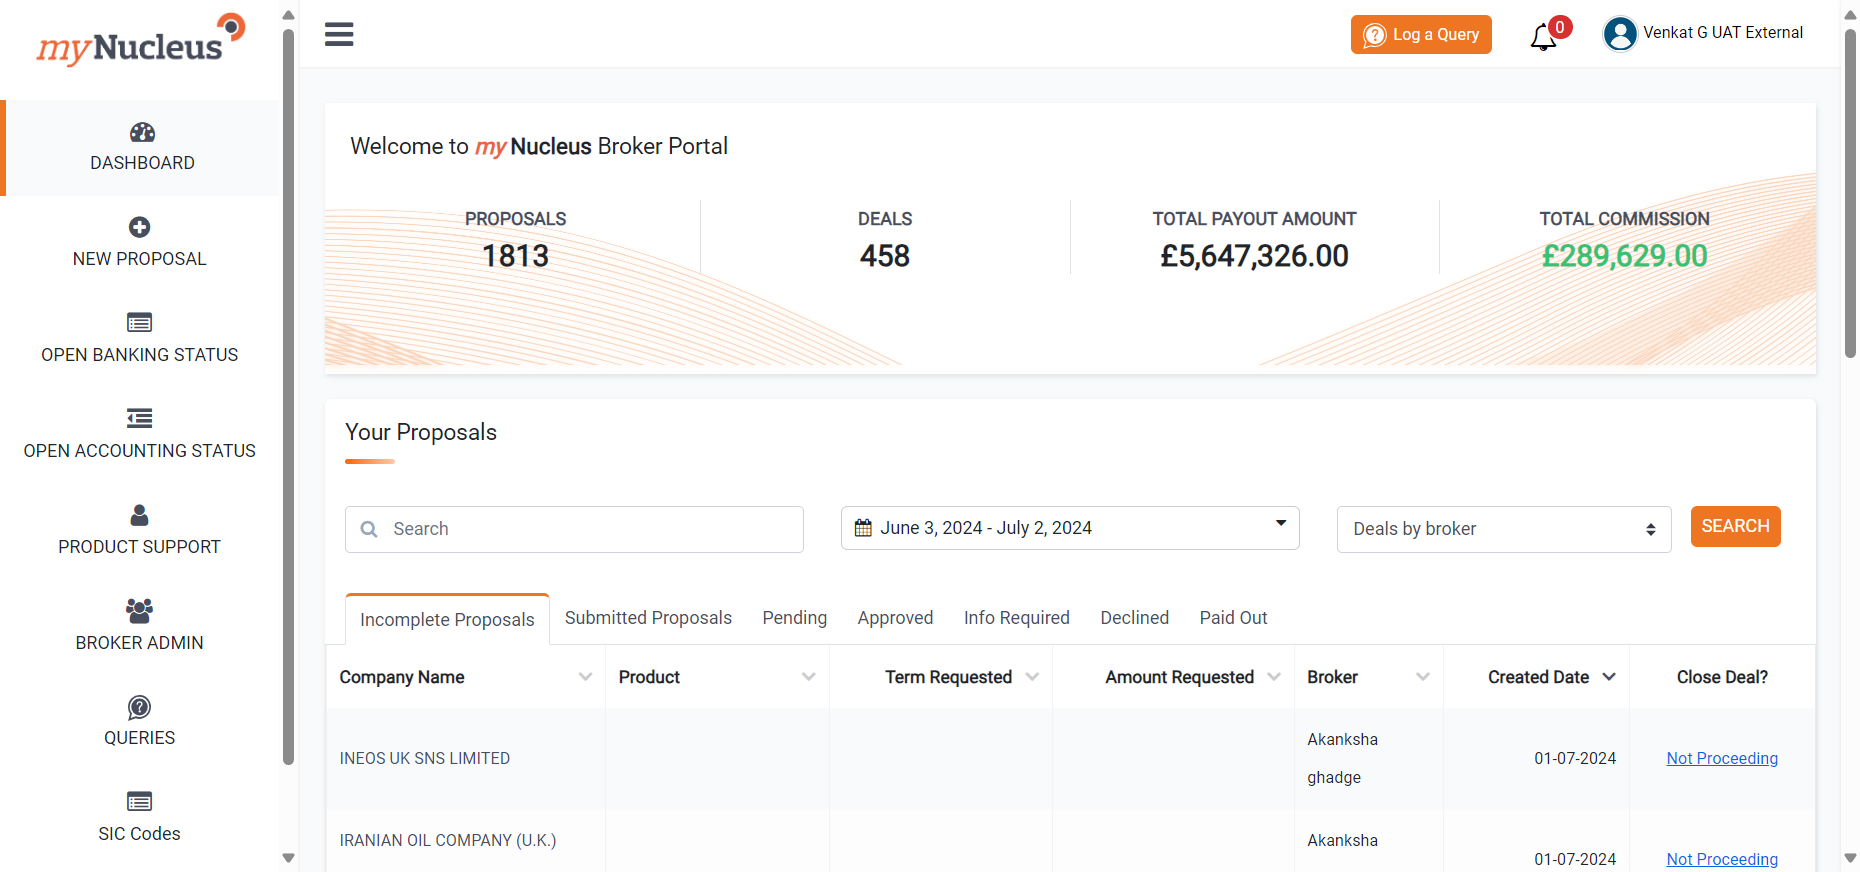 myNucleus
Log a Query
0
Venkat G UAT External
DASHBOARD
NEW PROPOSAL
OPEN BANKING STATUS
OPEN ACCOUNTING STATUS
PRODUCT SUPPORT
BROKER ADMIN
QUERIES
SIC Codes
Welcome to my Nucleus Broker Portal
PROPOSALS
1813
DEALS
458
TOTAL PAYOUT AMOUNT
£5,647,326.00
TOTAL COMMISSION
£289,629.00
Your Proposals
Search
June 3, 2024 - July 2, 2024
Deals by broker
SEARCH
Incomplete Proposals Submitted Proposals Pending Approved Info Required Declined Paid Out
Company Name Product Term Requested Amount Requested Broker Created Date Close Deal?
INEOS UK SNS LIMITED
Akanksha
ghadge
01-07-2024
Not Proceeding
IRANIAN OIL COMPANY (U.K.)
Akanksha
01-07-2024
Not Proceeding